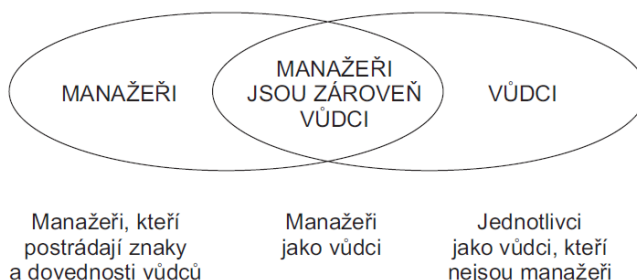 MANAŽEŘI
MANAŽEŘI
JSOU ZÁROVEŇ
VŮDCI
VŮDCI
Manažeři, kteří
postrádají znaky
a dovednosti vůdců
Manažeři
jako vůdci
Jednotlivci
jako vůdci, kteří
nejsou manažeři